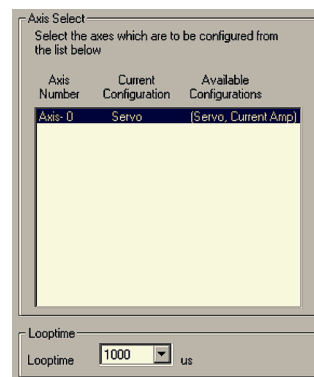 Axis Select
Select the axes which are to be configured from
the list below
Axis Current Available
Number Configuration Configurations
Axis- 0 Servo (Servo, Current Amp)
Looptime
Looptime 1000 us